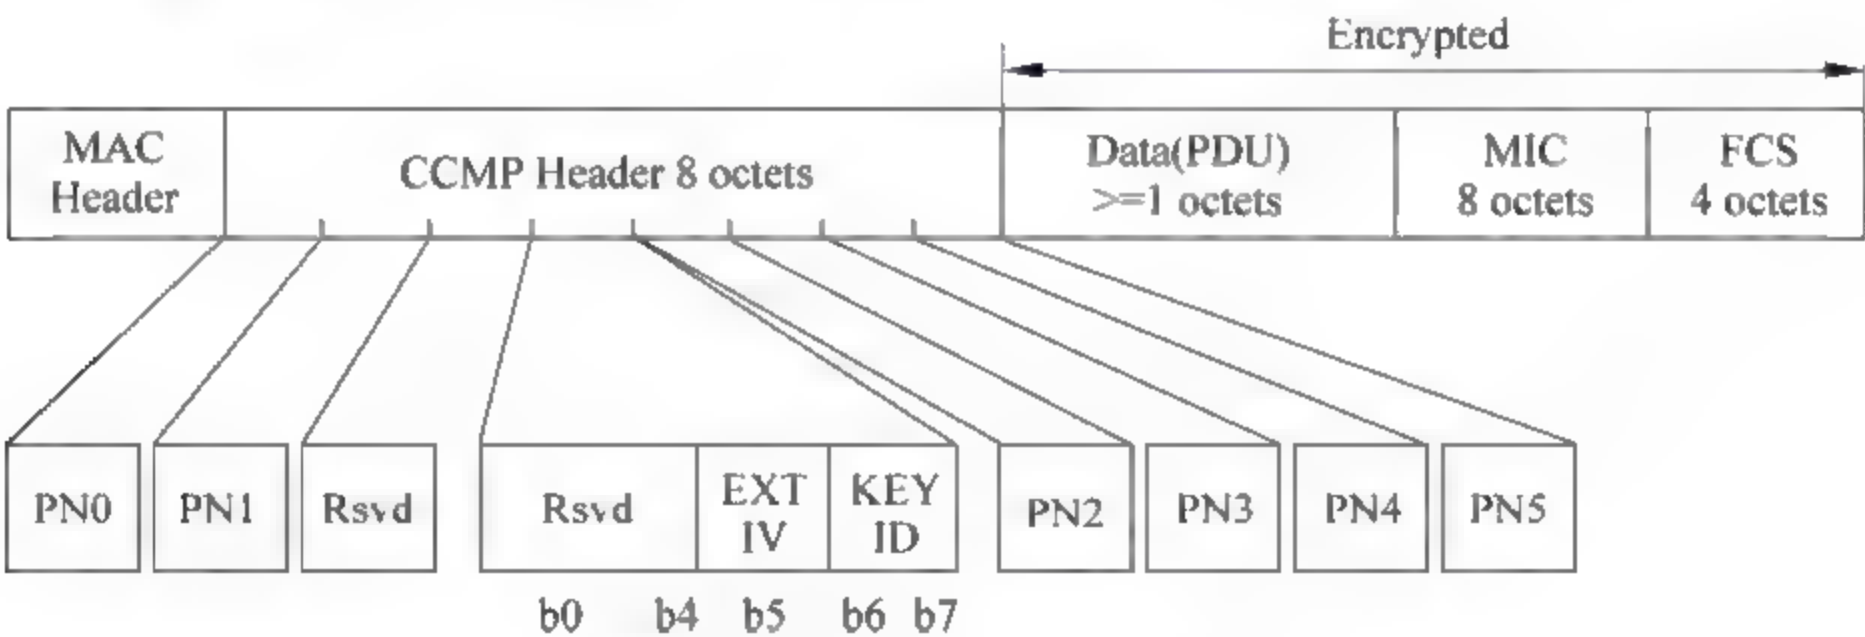 Encrypted
MAC
Header
CCMP Header 8 octets
Data(PDU)
>=1 octets
MIC
8 octets
FCS
4 octets
PN0
PN1
Rsvd
Rsvd
EXT
IV
KEY
ID
PN2
PN3
PN4
PN5
b0 b4 b5 b6 b7